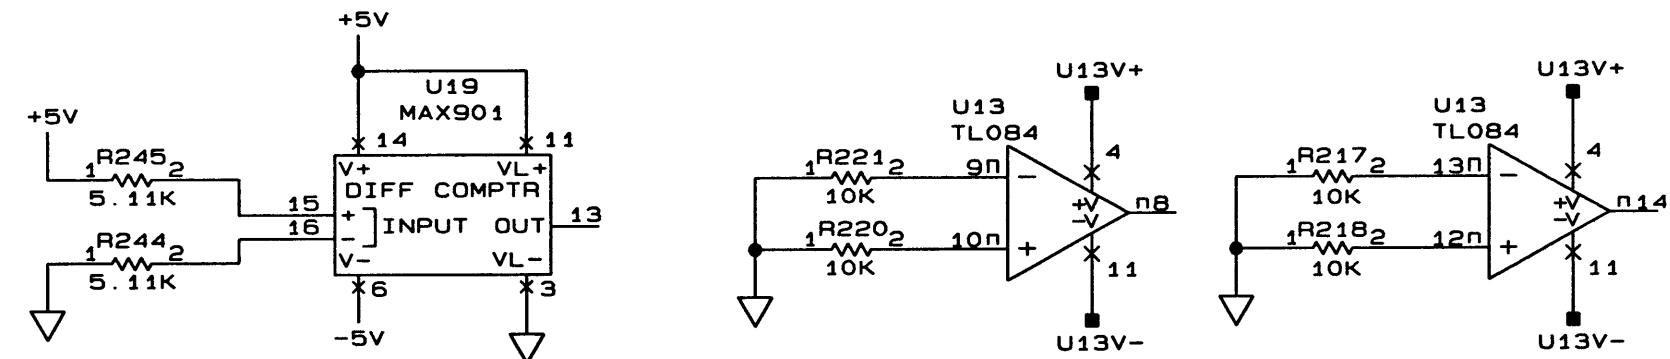 +5V
U19
MAX901
14
11
+5V
1 R245 2
5.11K
V+ VL+
DIFF COMPTR
15
+
INPUT OUT
13
16
-
V- VL-
1 R244 2
5.11K
6
3
-5V
U13V+
U13
TL084
4
1 R221 2
10K
9
-
+V
-V
8
1 R220 2
10K
10
+
11
U13V-
U13V+
U13
TL084
4
1 R217 2
10K
13
-
+V
-V
14
1 R218 2
10K
12
+
11
U13V-